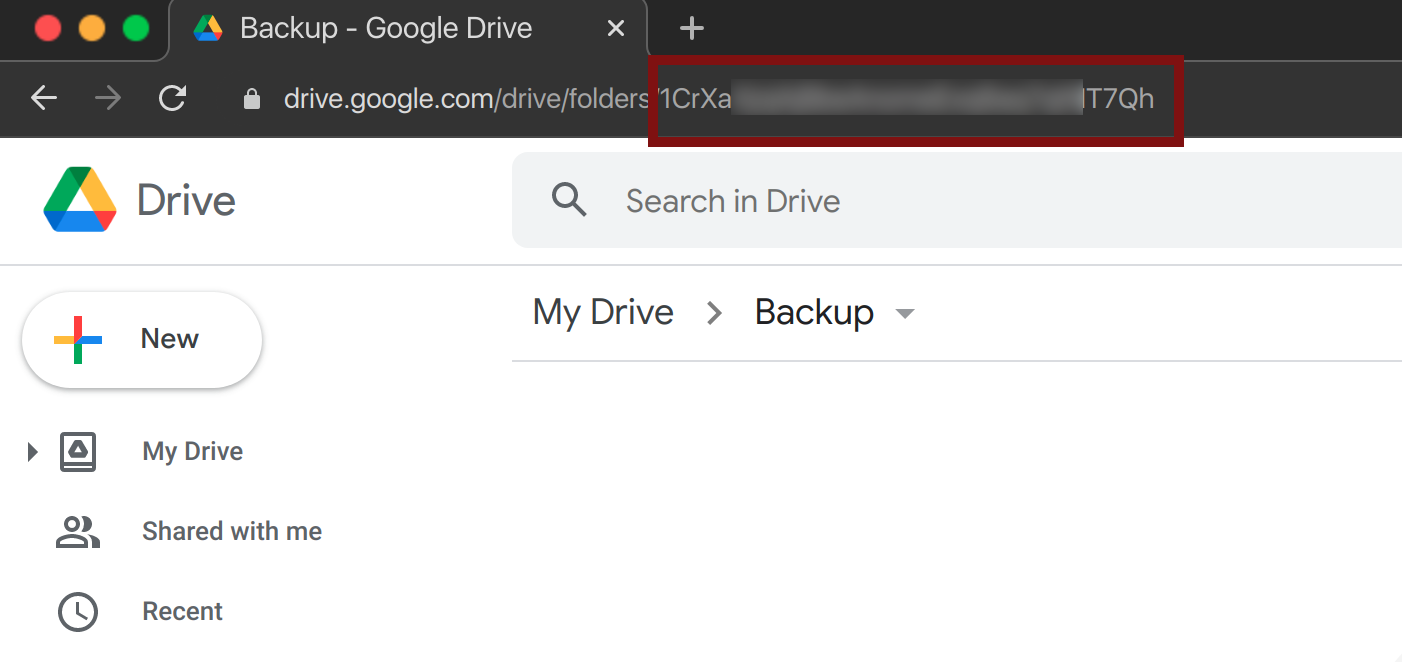 Backup - Google Drive
drive.google.com/drive/folders/1CrXa T7Qh
Drive
Search in Drive
My Drive > Backup
New
My Drive
Shared with me
Recent